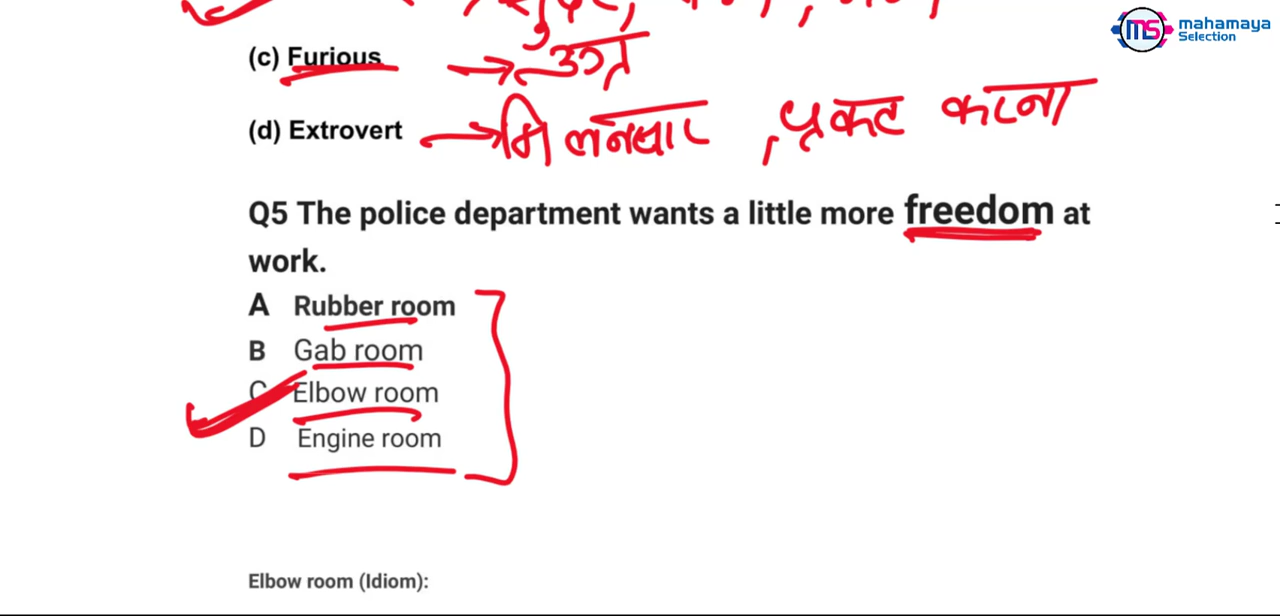 mahamaya
Selection
(c) Furious → उग्र
(d) Extrovert → मिलनसार, प्रकट करना
Q5 The police department wants a little more freedom at
work.
A Rubber room
B Gab room
C Elbow room
D Engine room
Elbow room (Idiom):